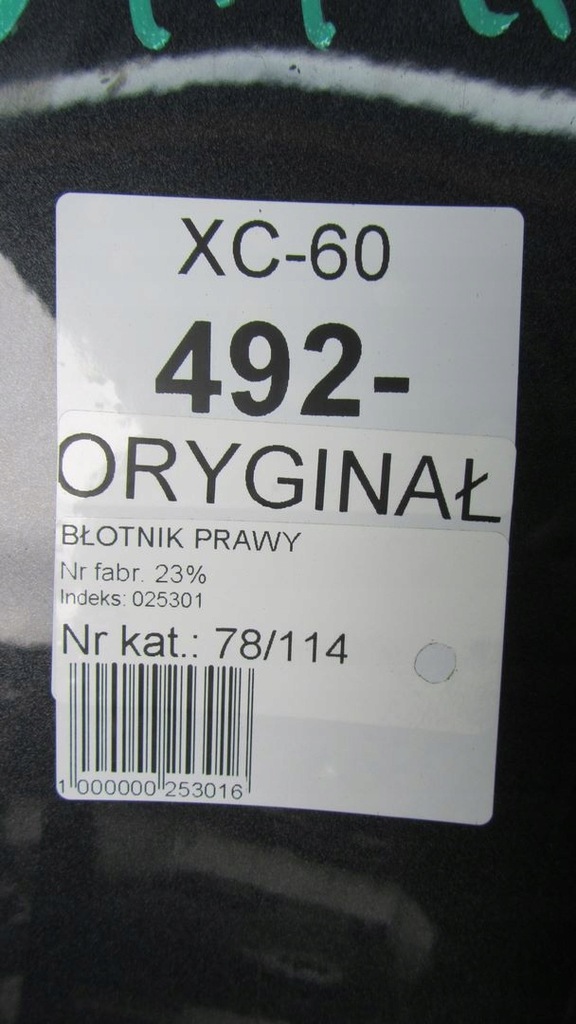 XC-60
492-
ORYGINAŁ
BŁOTNIK PRAWY
Nr fabr. 23%
Indeks: 025301
Nr kat.: 78/114
1 000000 253016